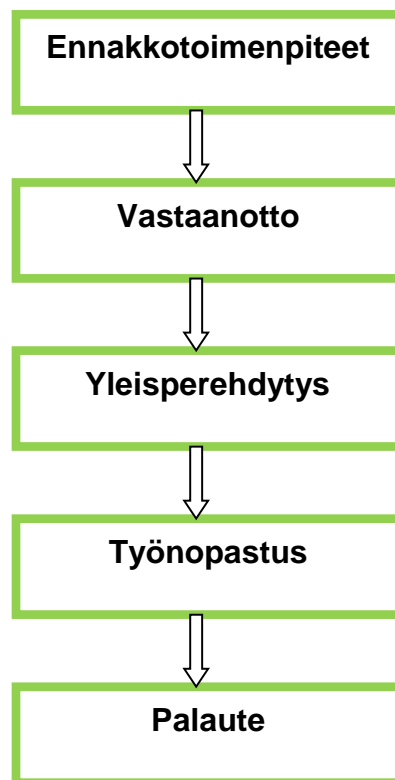 Ennakkotoimenpiteet
Vastaanotto
Yleisperehdytys
Työnopastus
Palaute